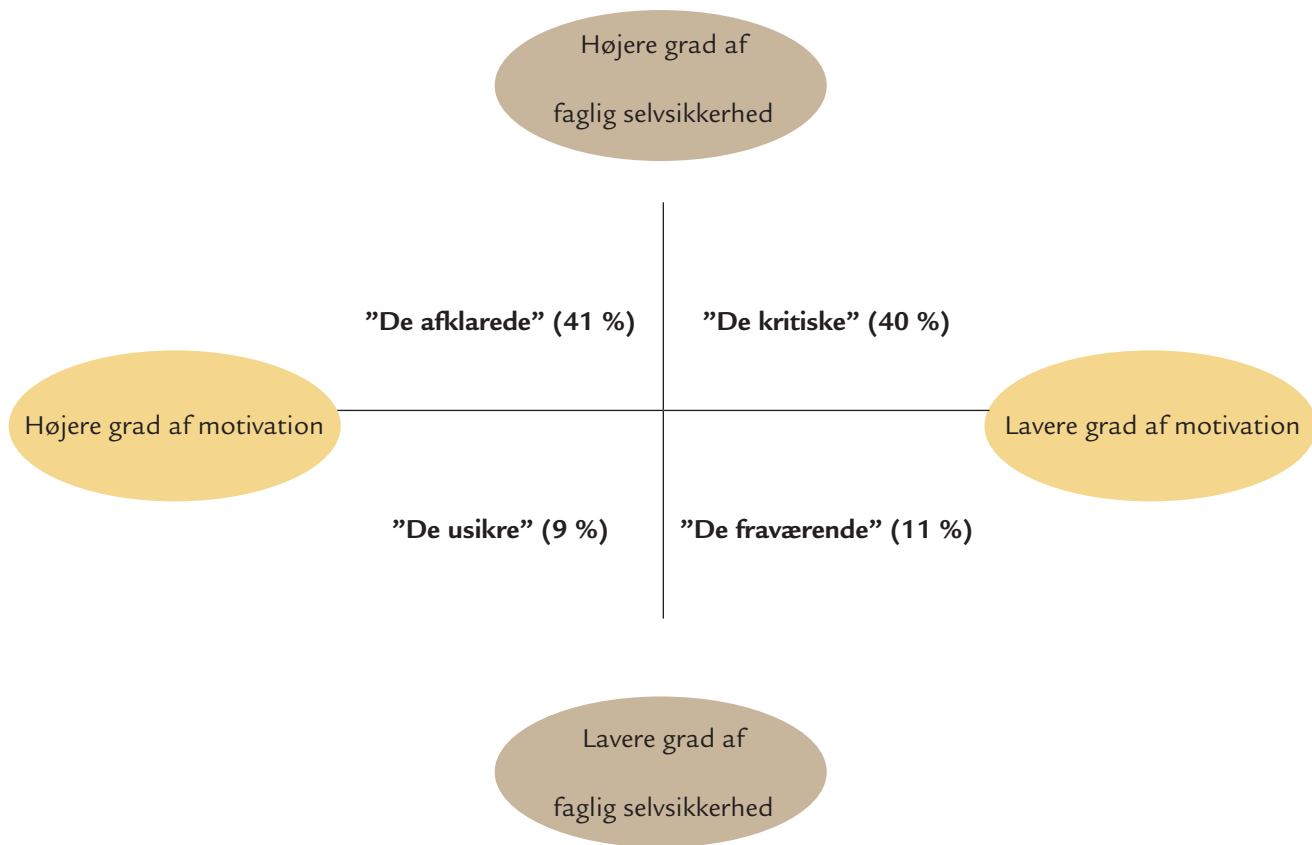 Højere grad af
faglig selvsikkerhed
”De afklarede” (41 %)
”De kritiske” (40 %)
Højere grad af motivation
Lavere grad af motivation
”De usikre” (9 %)
”De fraværende” (11 %)
Lavere grad af
faglig selvsikkerhed